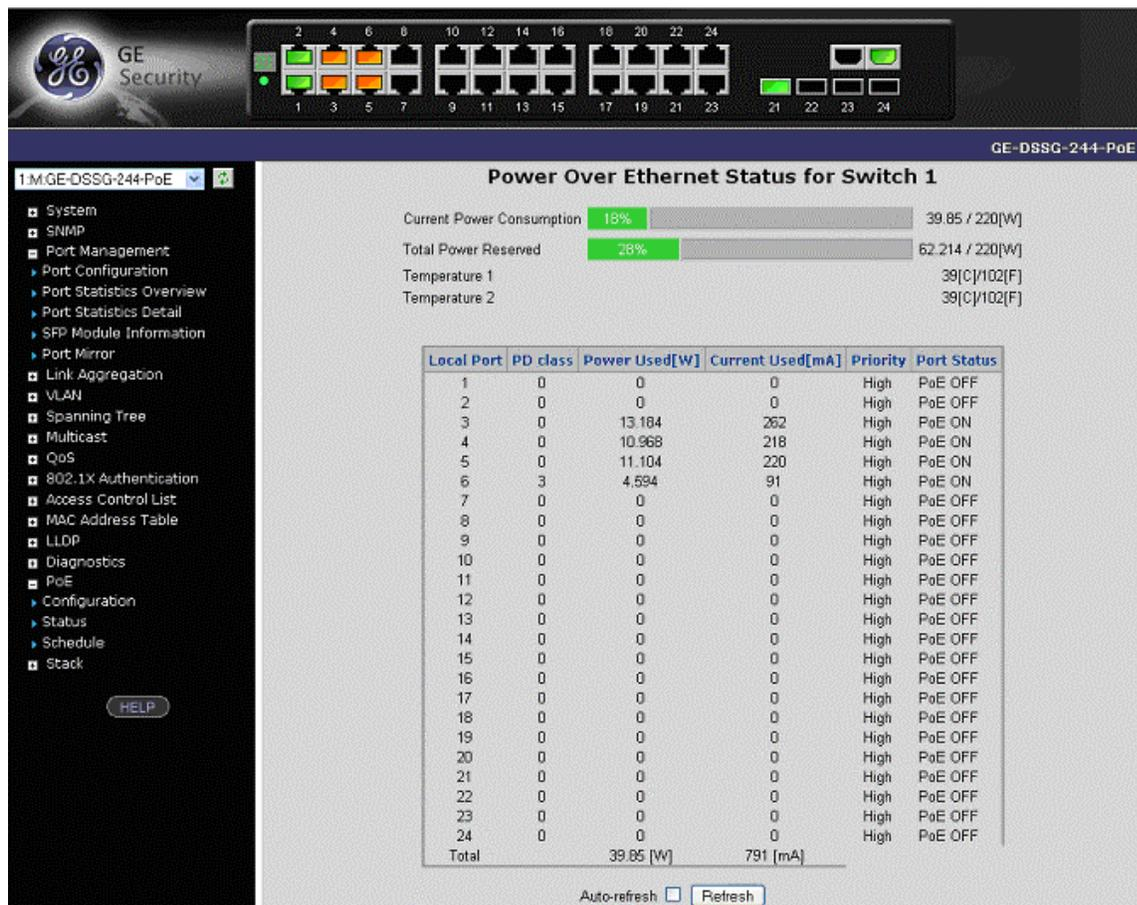 2 4 6 8 10 12 14 16 18 20 22 24
GE
Security
1 3 5 7 9 11 13 15 17 19 21 23 21 22 23 24
GE-DSSG-244-PoE
1:M:GE-DSSG-244-PoE
System
SNMP
Port Management
Port Configuration
Port Statistics Overview
Port Statistics Detail
SFP Module Information
Port Mirror
Link Aggregation
VLAN
Spanning Tree
Multicast
QoS
802.1X Authentication
Access Control List
MAC Address Table
LLDP
Diagnostics
PoE
Configuration
Status
Schedule
Stack
HELP
Power Over Ethernet Status for Switch 1
Current Power Consumption 18% 39.85 / 220[W]
Total Power Reserved 28% 62.214 / 220[W]
Temperature 1 39[C]/102[F]
Temperature 2 39[C]/102[F]
Local Port PD class Power Used[W] Current Used[mA] Priority Port Status
1 0 0 0 High PoE OFF
2 0 0 0 High PoE OFF
3 0 13.184 262 High PoE ON
4 0 10.968 218 High PoE ON
5 0 11.104 220 High PoE ON
6 3 4.594 91 High PoE ON
7 0 0 0 High PoE OFF
8 0 0 0 High PoE OFF
9 0 0 0 High PoE OFF
10 0 0 0 High PoE OFF
11 0 0 0 High PoE OFF
12 0 0 0 High PoE OFF
13 0 0 0 High PoE OFF
14 0 0 0 High PoE OFF
15 0 0 0 High PoE OFF
16 0 0 0 High PoE OFF
17 0 0 0 High PoE OFF
18 0 0 0 High PoE OFF
19 0 0 0 High PoE OFF
20 0 0 0 High PoE OFF
21 0 0 0 High PoE OFF
22 0 0 0 High PoE OFF
23 0 0 0 High PoE OFF
24 0 0 0 High PoE OFF
Total 39.85 [W] 791 [mA]
Auto-refresh Refresh